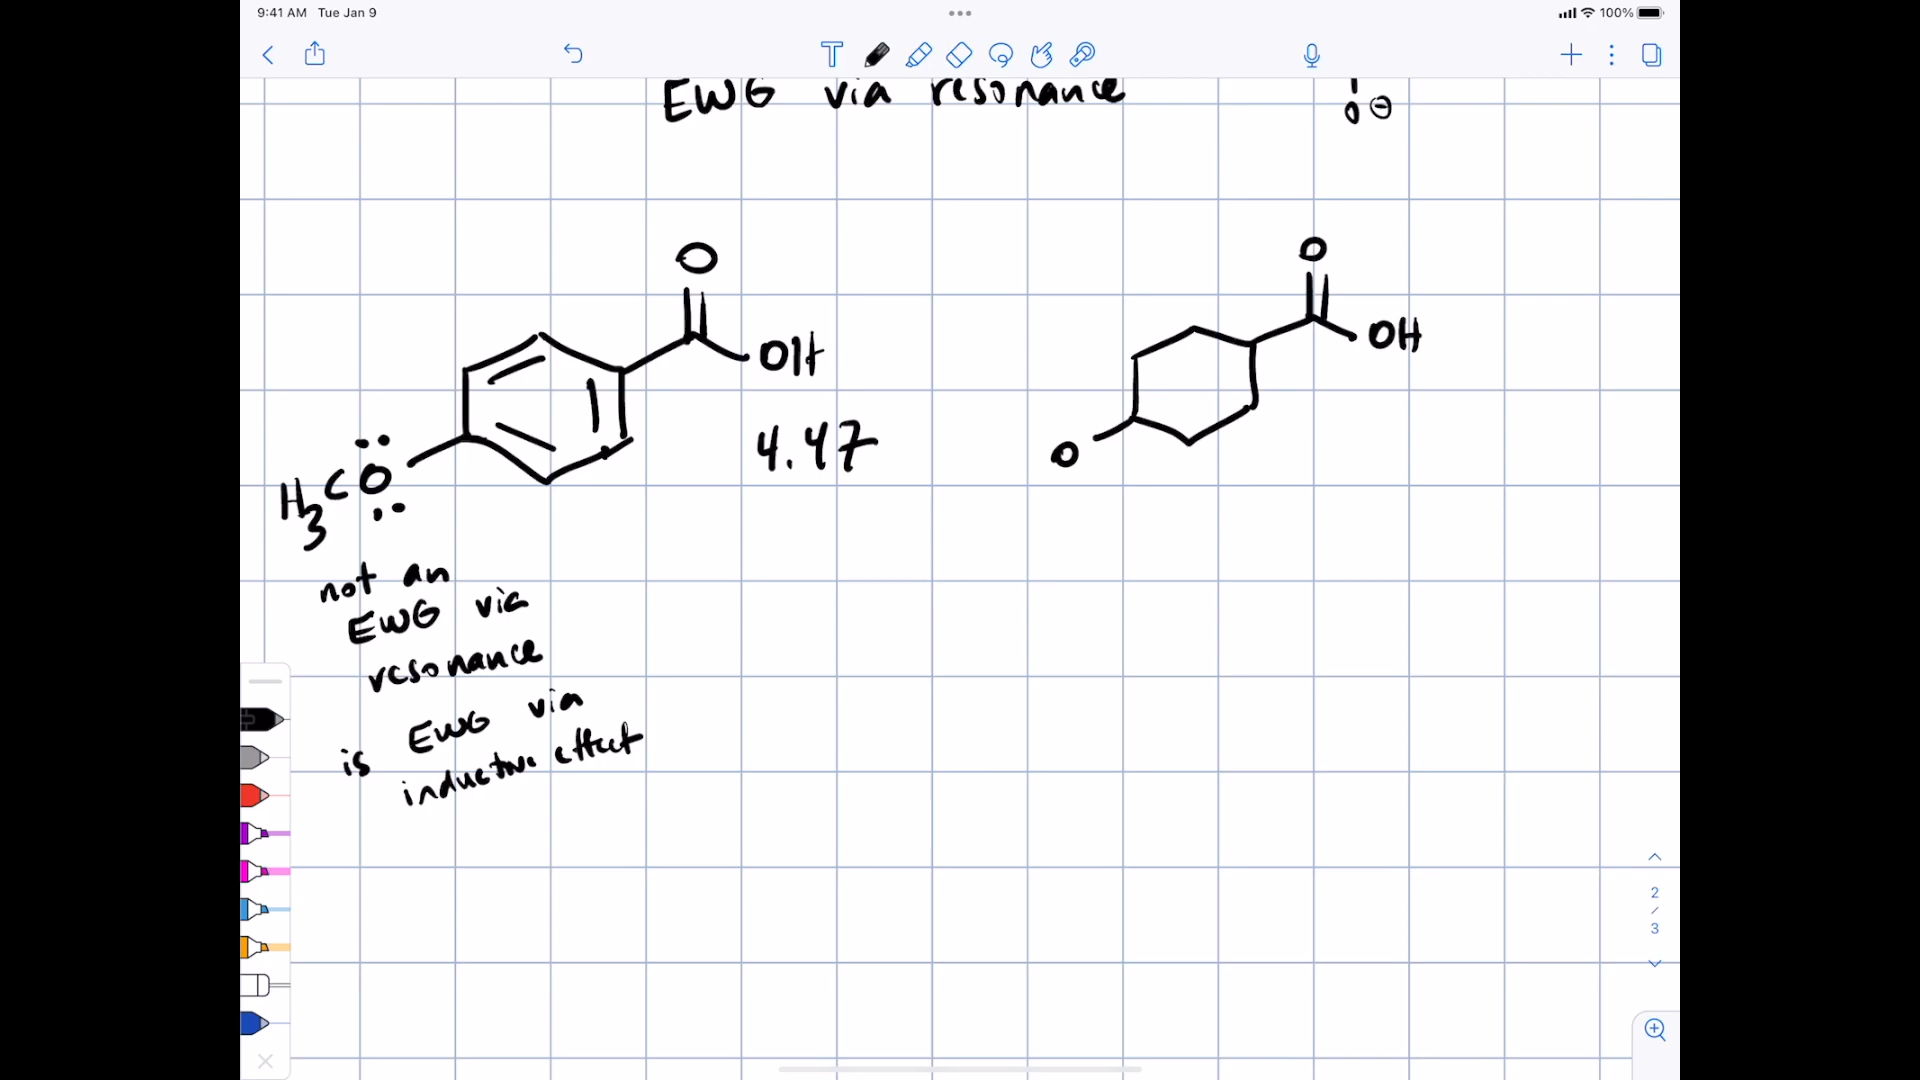 9:41 AM Tue Jan 9
100%
T
EWG via resonance
O⊖
O
OH
4.47
H3CO
O
OH
O
not an
EWG via
resonance
is EWG via
inductive effect
2
/
3